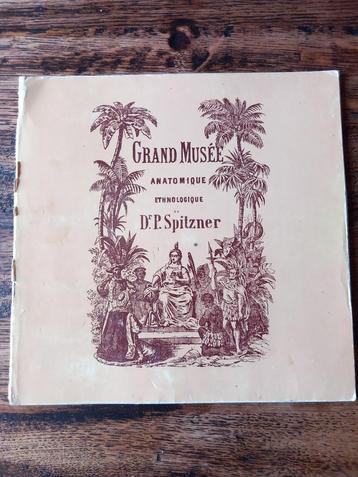 GRAND MUSÉE
ANATOMIQUE
ETHNOLOGIQUE
Dr. P. Spitzner